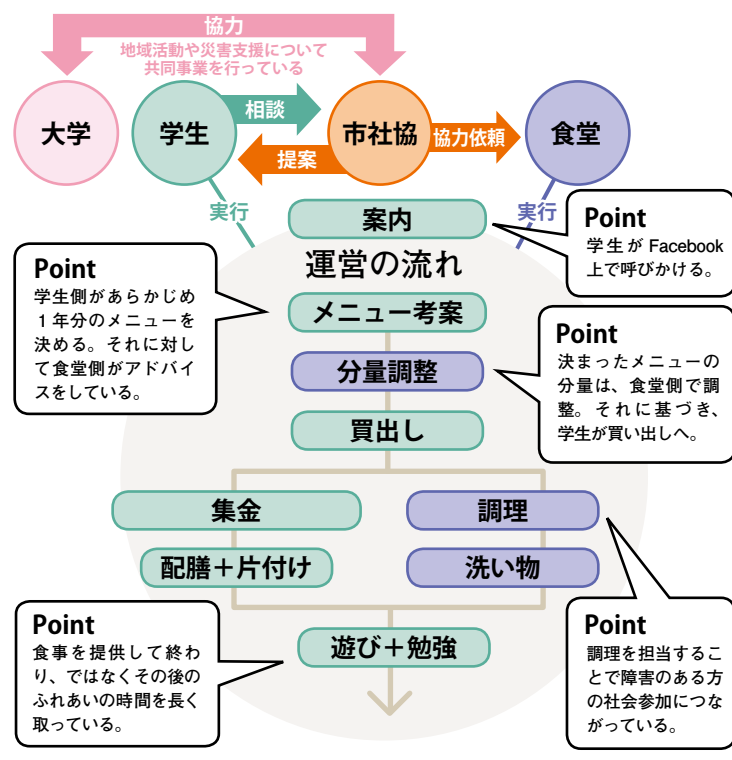 協力
地域活動や災害支援について
共同事業を行っている
大学
学生
相談
提案
市社協
協力依頼
食堂
実行
実行
案内
Point
学生が Facebook
上で呼びかける。
運営の流れ
Point
学生側があらかじめ
１年分のメニューを
決める。それに対し
て食堂側がアドバイ
スをしている。
メニュー考案
分量調整
Point
決まったメニューの
分量は、食堂側で調
整。それに基づき、
学生が買い出しへ。
買出し
集金
調理
配膳＋片付け
洗い物
Point
食事を提供して終わ
り、ではなくその後の
ふれあいの時間を長く
取っている。
遊び＋勉強
Point
調理を担当するこ
とで障害のある方
の社会参加につな
がっている。